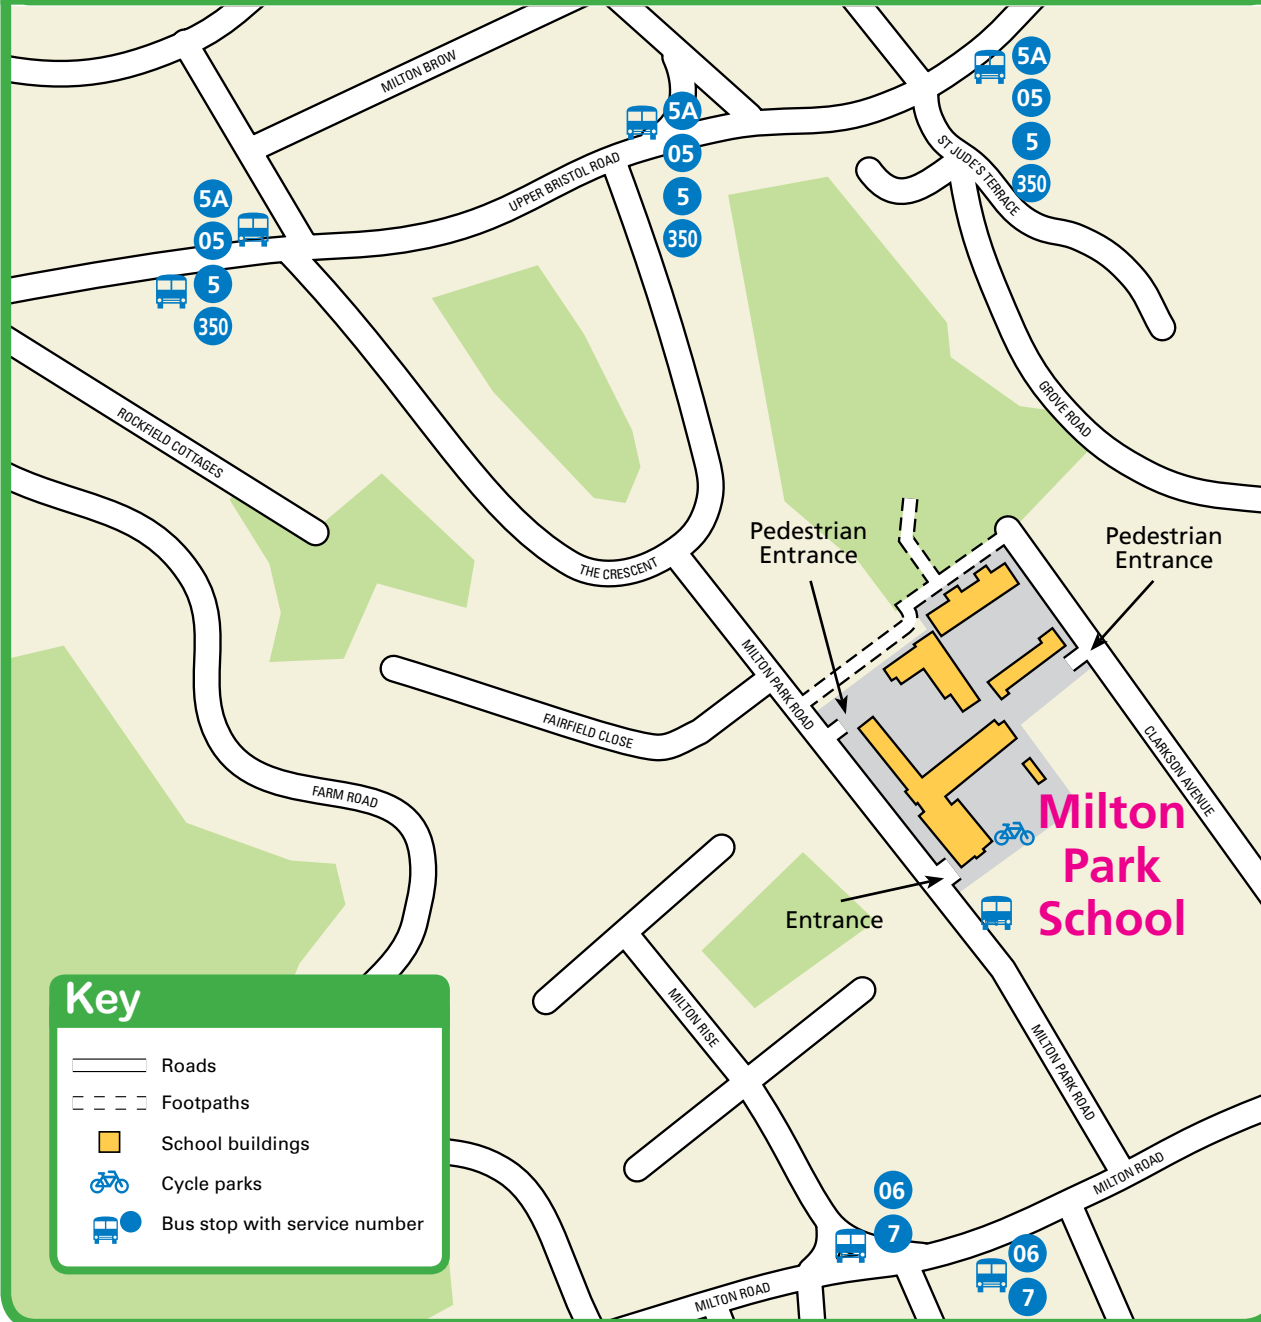 MILTON BROW
5A
05
5
350
5A
05
5
350
UPPER BRISTOL ROAD
ST JUDE'S TERRACE
5A
05
5
350
ROCKFIELD COTTAGES
GROVE ROAD
Pedestrian
Entrance
Pedestrian
Entrance
THE CRESCENT
MILTON PARK ROAD
FAIRFIELD CLOSE
CLARKSON AVENUE
FARM ROAD
Milton
Park
School
Entrance
MILTON RISE
MILTON PARK ROAD
Key
Roads
Footpaths
School buildings
Cycle parks
Bus stop with service number
MILTON ROAD
06
7
06
7
MILTON ROAD